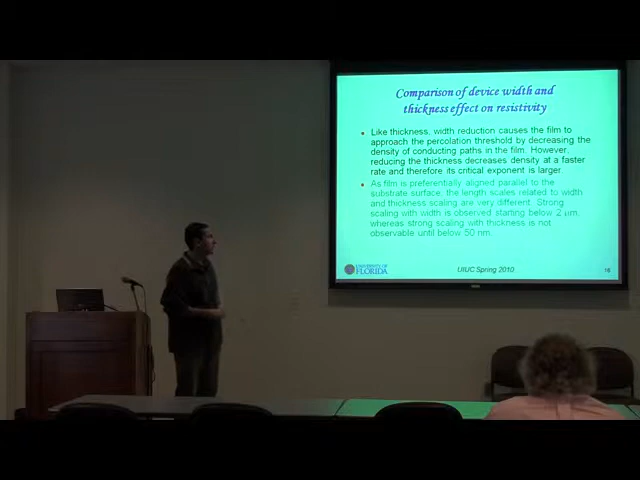 Comparison of device width and
thickness effect on resistivity
Like thickness, width reduction causes the film to
approach the percolation threshold by decreasing the
density of conducting paths in the film. However,
reducing the thickness decreases density at a faster
rate and therefore its critical exponent is larger.
As film is preferentially aligned parallel to the
substrate surface, the length scales related to width
and thickness scaling are very different. Strong
scaling with width is observed starting below 2 μm,
whereas strong scaling with thickness is not
observable until below 50 nm.
UNIVERSITY OF
FLORIDA
UIUC Spring 2010
16